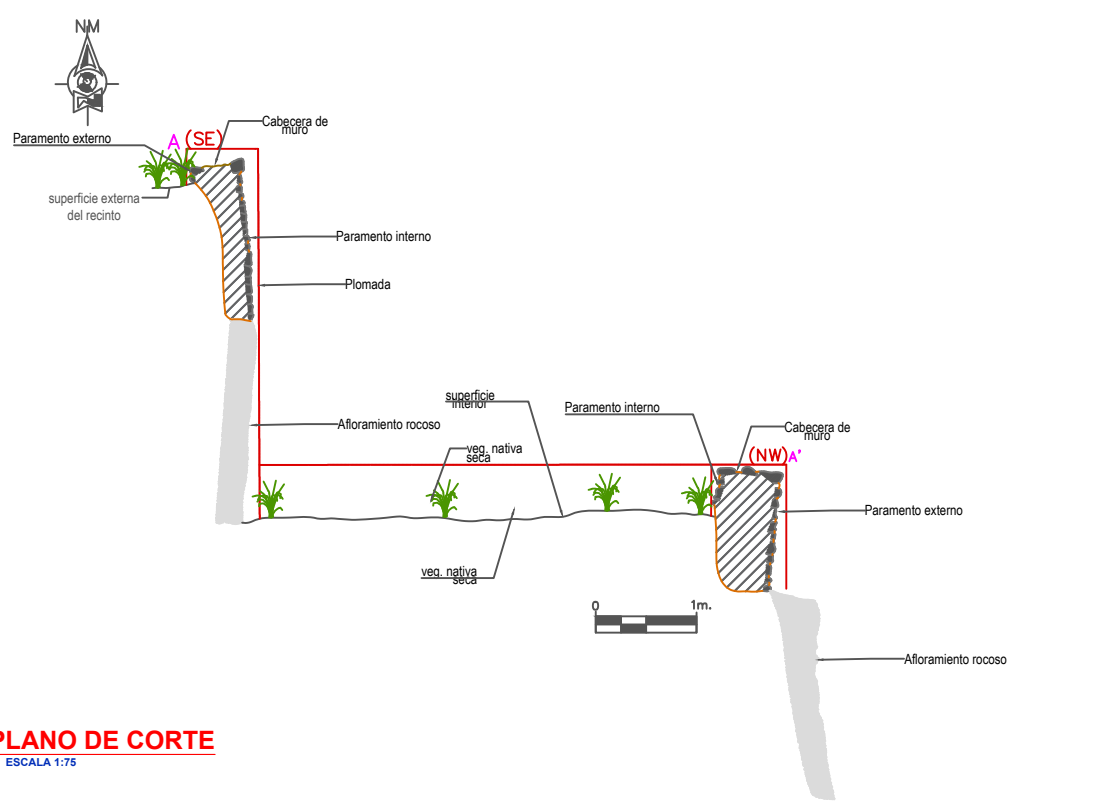 NM
Cabecera de
muro
Paramento externo
A (SE)
superficie externa
del recinto
Paramento interno
Plomada
superficie
interior
Paramento interno
Afloramiento rocoso
Cabecera de
muro
veg. nativa
seca
(NW) A'
Paramento externo
veg. nativa
seca
0 1m.
Afloramiento rocoso
PLANO DE CORTE
ESCALA 1:75